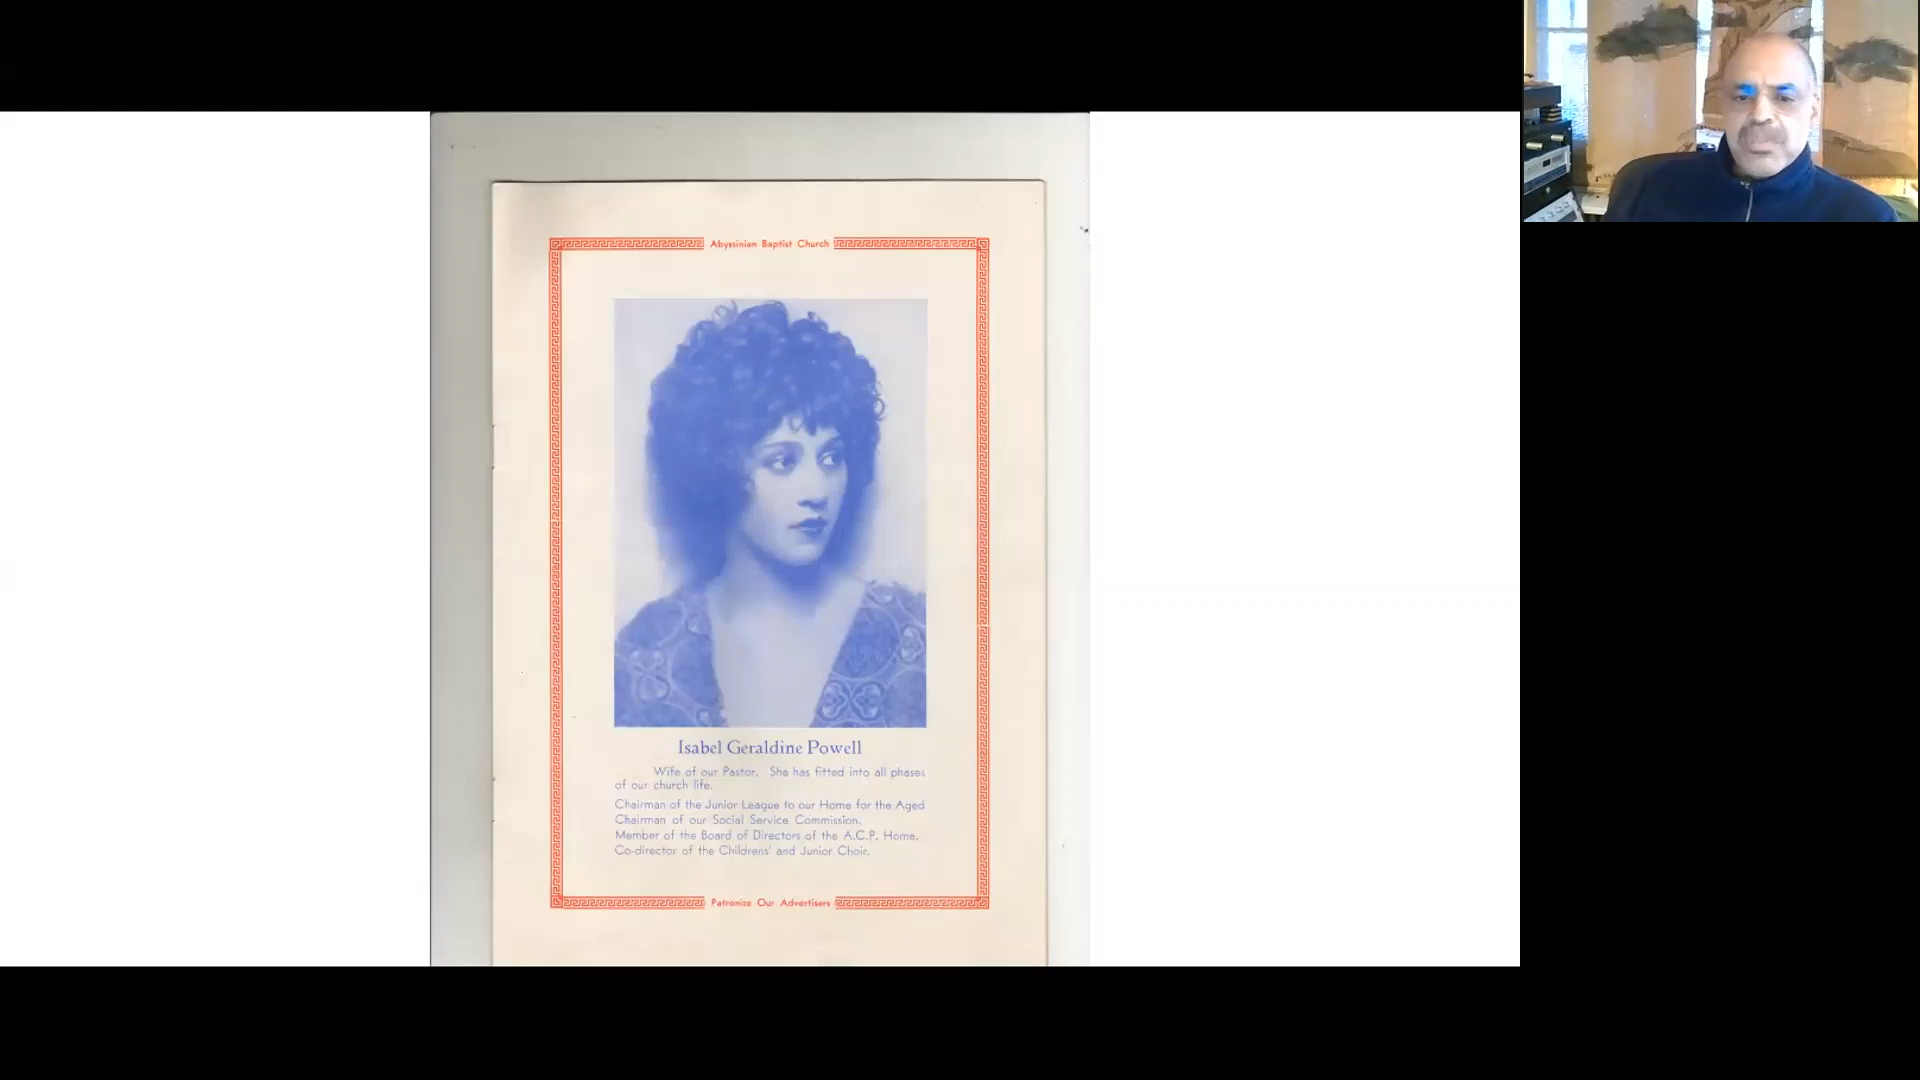 Abyssinian Baptist Church
Isabel Geraldine Powell
Wife of our Pastor. She has fitted into all phases
of our church life.
Chairman of the Junior League to our Home for the Aged
Chairman of our Social Service Commission.
Member of the Board of Directors of the A.C.P. Home.
Co-director of the Childrens' and Junior Choir.
Patronize Our Advertisers